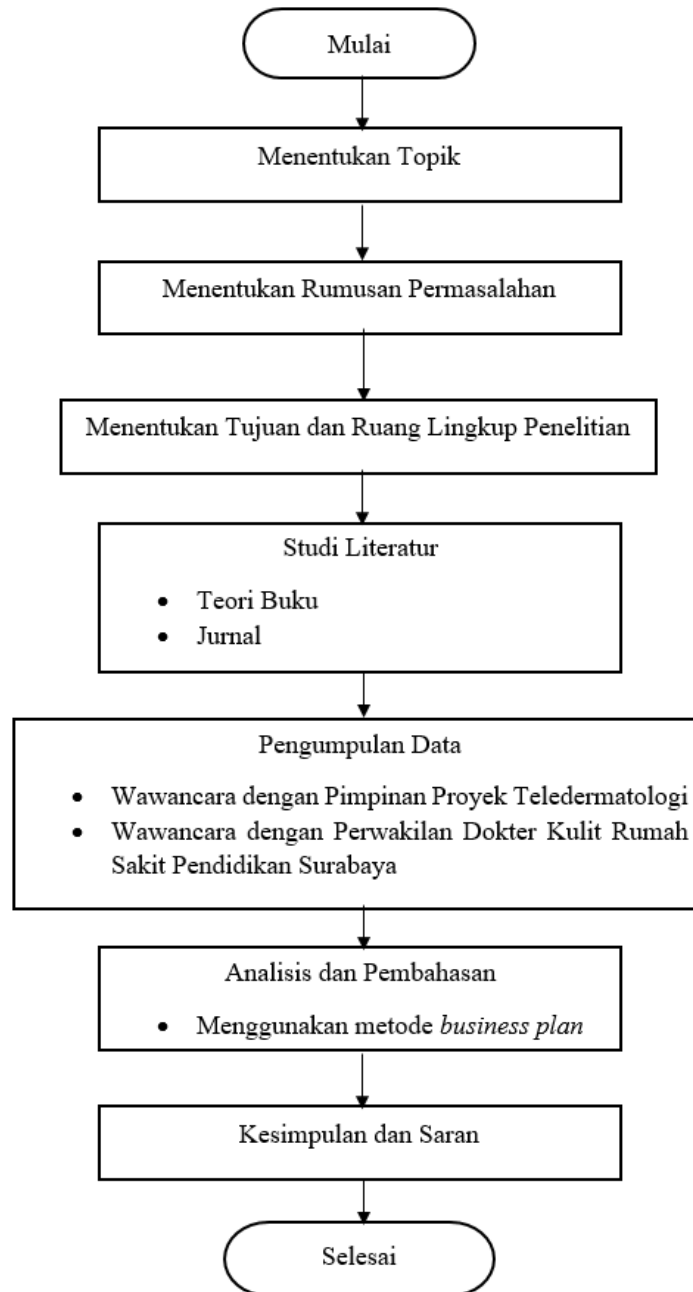 Mulai
Menentukan Topik
Menentukan Rumusan Permasalahan
Menentukan Tujuan dan Ruang Lingkup Penelitian
Studi Literatur
• Teori Buku
• Jurnal
Pengumpulan Data
• Wawancara dengan Pimpinan Proyek Teledermatologi
• Wawancara dengan Perwakilan Dokter Kulit Rumah
Sakit Pendidikan Surabaya
Analisis dan Pembahasan
• Menggunakan metode business plan
Kesimpulan dan Saran
Selesai